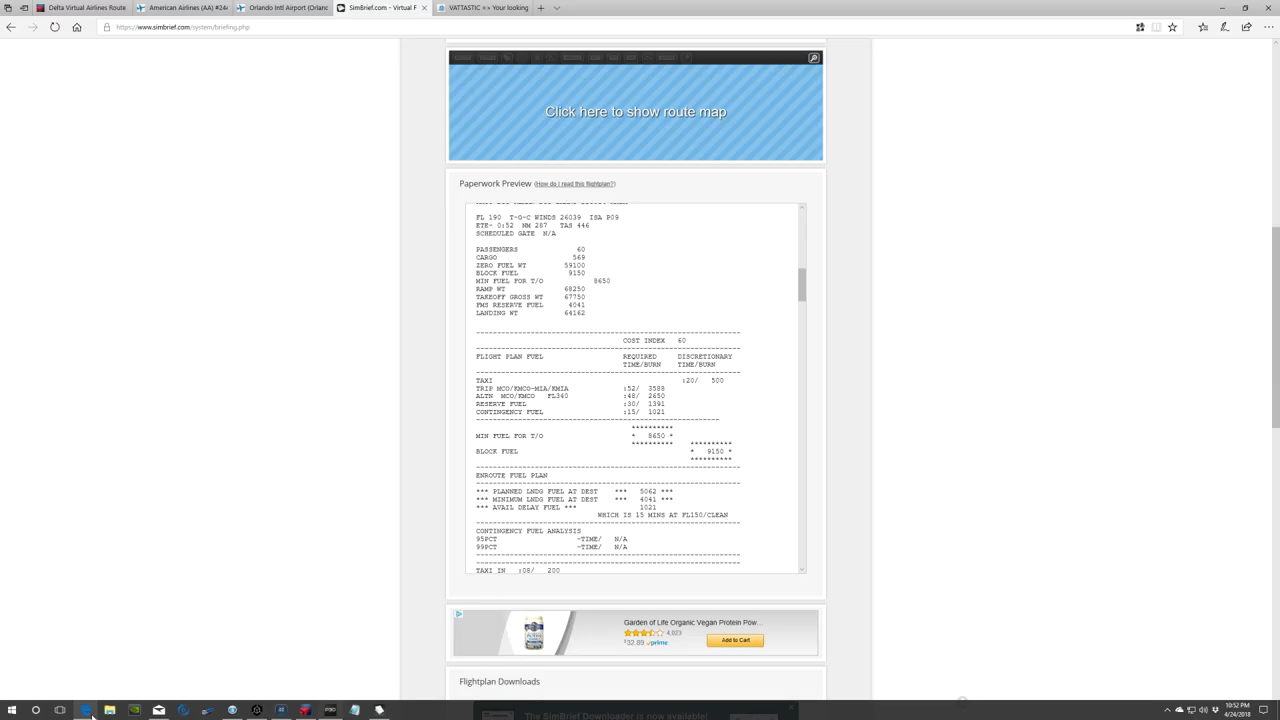 Delta Virtual Airlines Route
American Airlines (AA) #244
Orlando Intl Airport (Orlanc
SimBrief.com - Virtual F
VATTASTIC => Your looking
https://www.simbrief.com/system/briefing.php
Click here to show route map
Paperwork Preview (How do I read this flightplan?)
FL 190 T-O-C WINDS 26039 ISA P09
ETE- 0:52 NM 287 TAS 446
SCHEDULED GATE N/A
PASSENGERS 60
CARGO 569
ZERO FUEL WT 59100
BLOCK FUEL 9150
MIN FUEL FOR T/O 8650
RAMP WT 68250
TAKEOFF GROSS WT 67750
FMS RESERVE FUEL 4041
LANDING WT 64162
COST INDEX 60
FLIGHT PLAN FUEL REQUIRED DISCRETIONARY
TIME/BURN TIME/BURN
TAXI :20/ 500
TRIP MCO/KMCO-MIA/KMIA :52/ 3588
ALTN MCO/KMCO FL340 :48/ 2650
RESERVE FUEL :30/ 1391
CONTINGENCY FUEL :15/ 1021
**********
MIN FUEL FOR T/O * 8650 *
********** **********
BLOCK FUEL * 9150 *
**********
ENROUTE FUEL PLAN
*** PLANNED LNDG FUEL AT DEST *** 5062 ***
*** MINIMUM LNDG FUEL AT DEST *** 4041 ***
*** AVAIL DELAY FUEL *** 1021
WHICH IS 15 MINS AT FL150/CLEAN
CONTINGENCY FUEL ANALYSIS
95PCT -TIME/ N/A
99PCT -TIME/ N/A
TAXI IN :08/ 200
Garden of Life Organic Vegan Protein Pow...
4,023
$32.89 prime
Add to Cart
Flightplan Downloads
The SimBrief Downloader is now available!
10:52 PM
4/24/2018